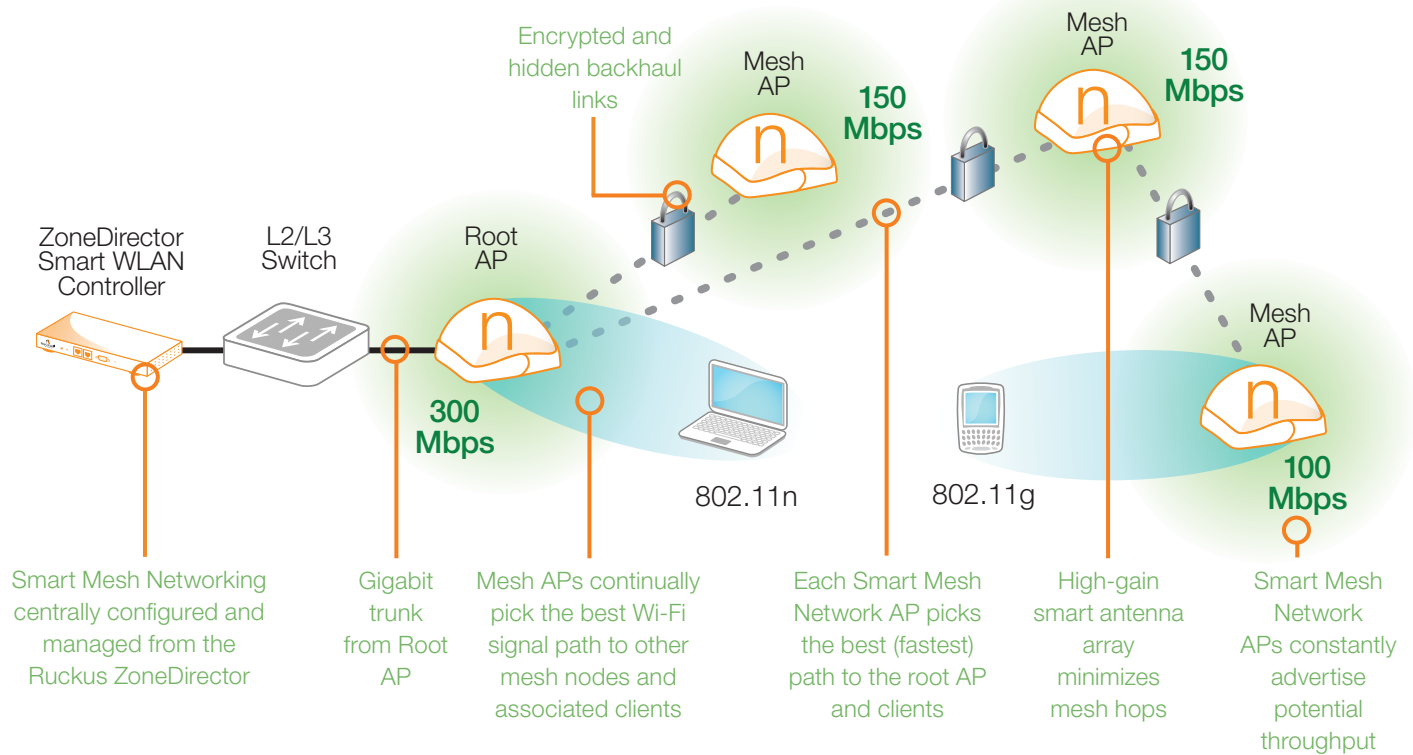 Encrypted and
hidden backhaul
links
Mesh
AP
150
Mbps
Mesh
AP
150
Mbps
n
n
ZoneDirector
Smart WLAN
Controller
L2/L3
Switch
Root
AP
n
300
Mbps
802.11n
802.11g
Mesh
AP
n
100
Mbps
Smart Mesh Networking
centrally configured and
managed from the
Ruckus ZoneDirector
Gigabit
trunk
from Root
AP
Mesh APs continually
pick the best Wi-Fi
signal path to other
mesh nodes and
associated clients
Each Smart Mesh
Network AP picks
the best (fastest)
path to the root AP
and clients
High-gain
smart antenna
array
minimizes
mesh hops
Smart Mesh
Network
APs constantly
advertise
potential
throughput